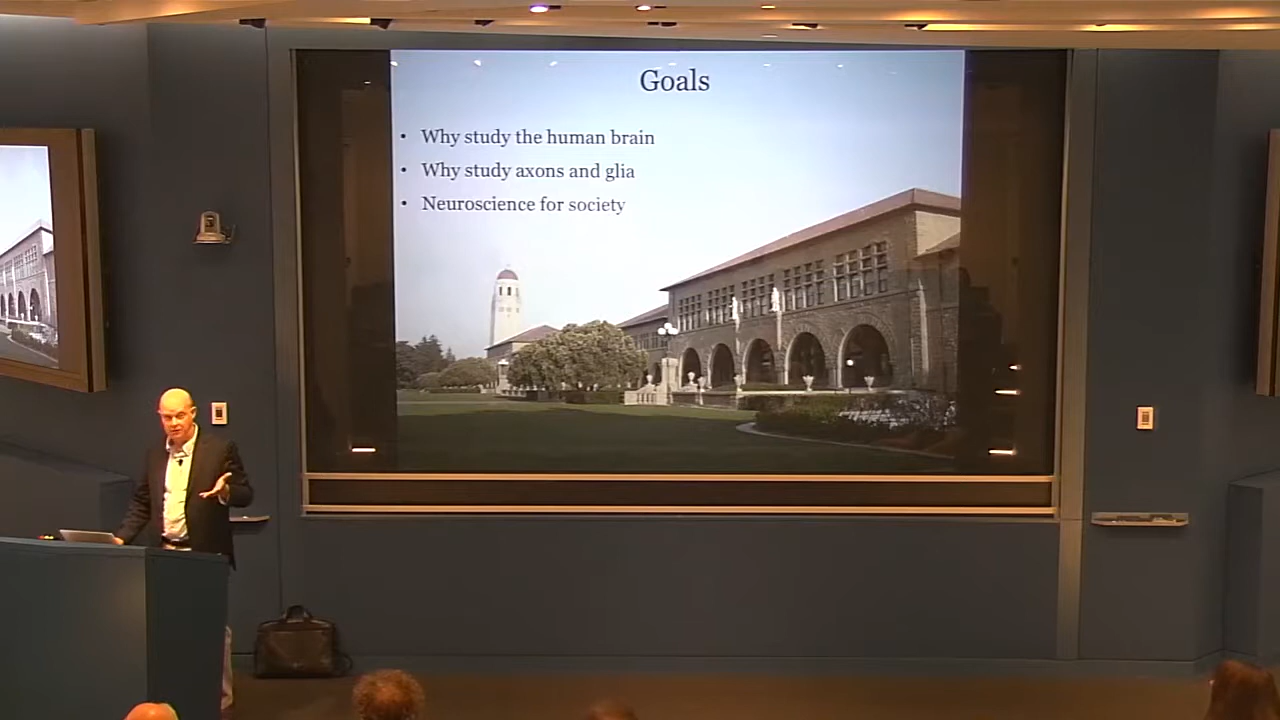 Goals
• Why study the human brain
• Why study axons and glia
• Neuroscience for society